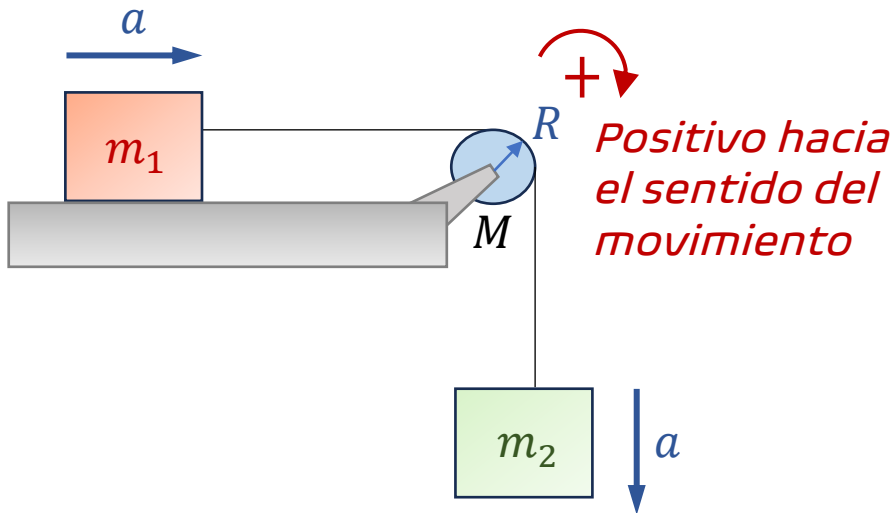 a
+
m₁
R
Positivo hacia
el sentido del
movimiento
M
m₂
a